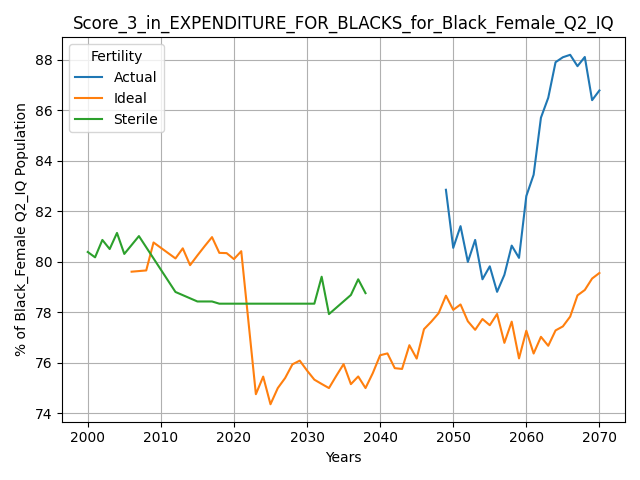 Score_3_in_EXPENDITURE_FOR_BLACKS_for_Black_Female_Q2_IQ
Fertility
Actual
Ideal
Sterile
% of Black_Female Q2_IQ Population
88
86
84
82
80
78
76
74
2000
2010
2020
2030
2040
2050
2060
2070
Years